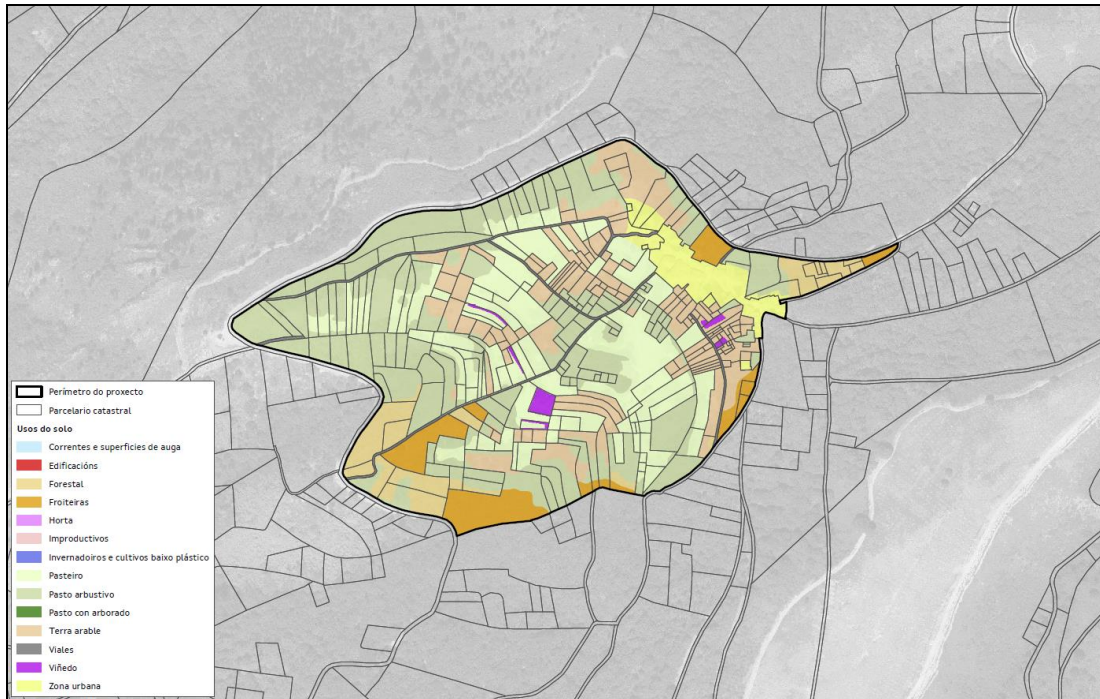 Perímetro do proxecto
Parcelario catastral
Usos do solo
Correntes e superficies de auga
Edificacións
Forestal
Froiteiras
Horta
Improductivos
Invernadoiros e cultivos baixo plástico
Pasteiro
Pasto arbustivo
Pasto con arborado
Terra arable
Viales
Viñedo
Zona urbana